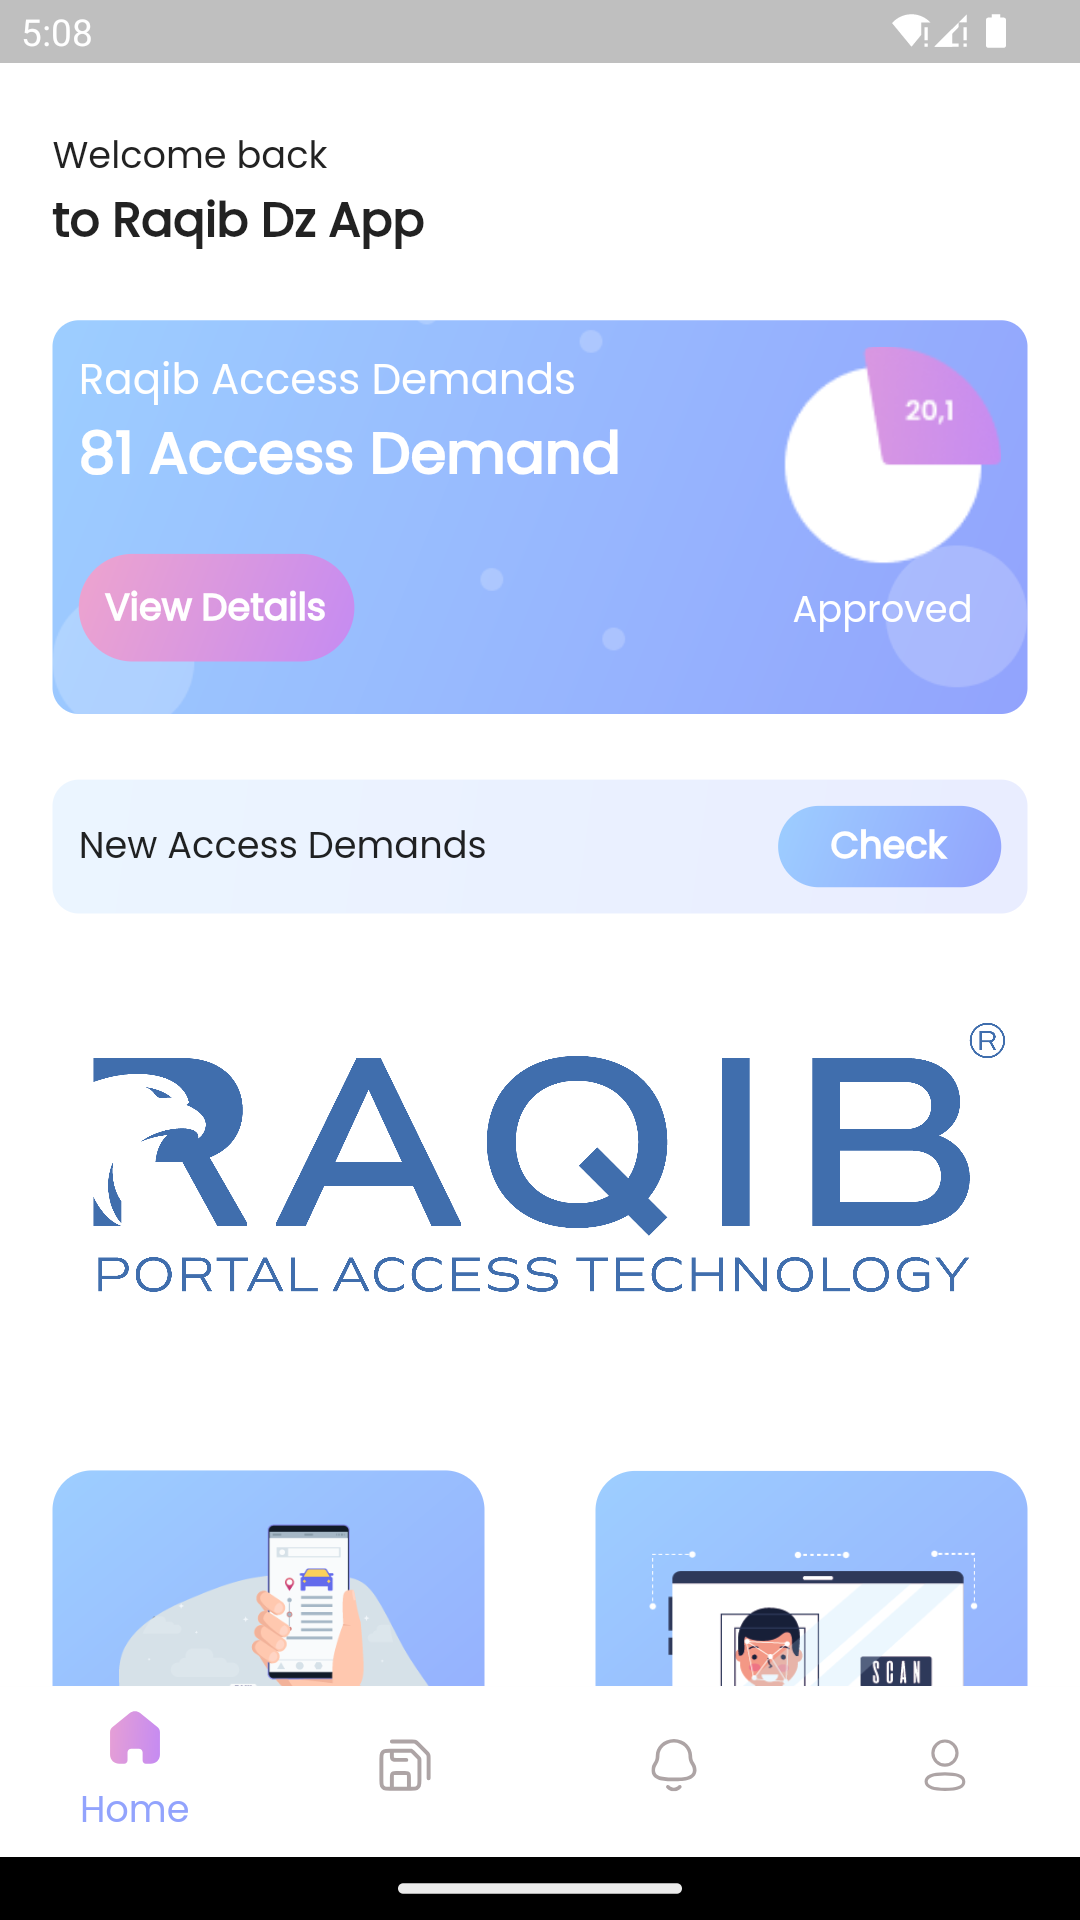 5:08
Welcome back
to Raqib Dz App
Raqib Access Demands
81 Access Demand
20,1
View Details
Approved
New Access Demands
Check
RAQIB®
PORTAL ACCESS TECHNOLOGY
SCAN
Home